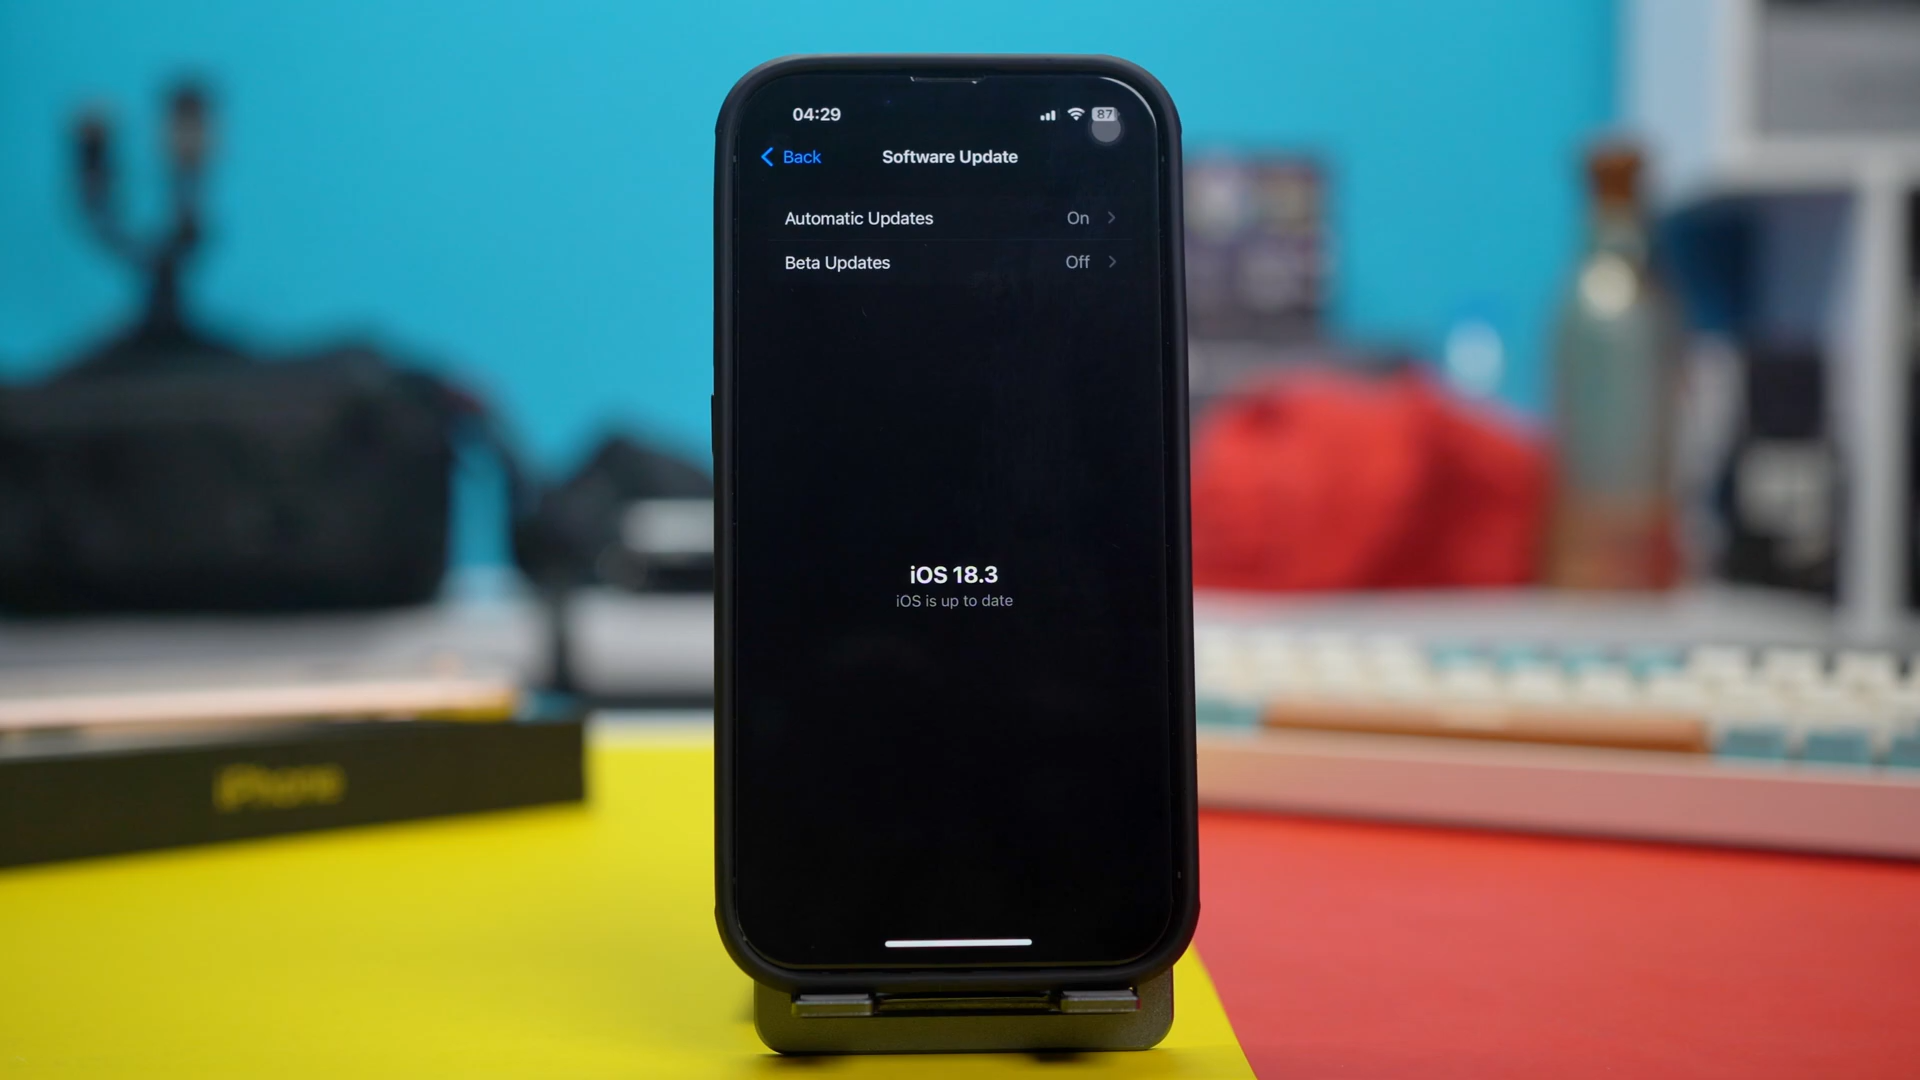 04:29
87
Back
Software Update
Automatic Updates
On
Beta Updates
Off
iOS 18.3
iOS is up to date
iPhone